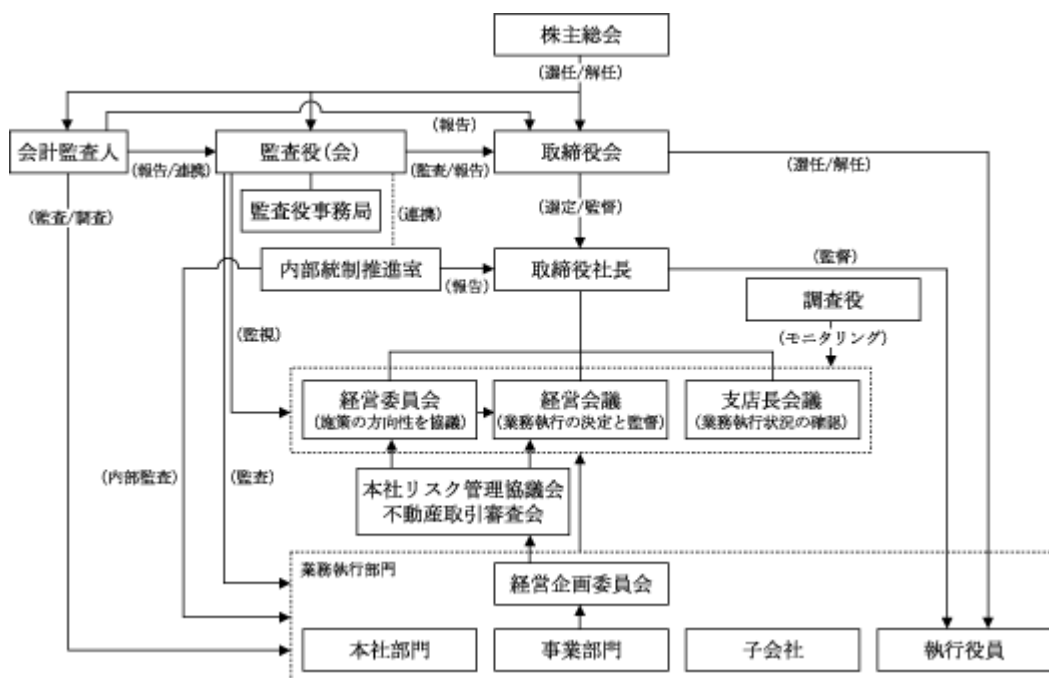 株主総会
(選任/解任)
(報告)
会計監査人
監査役(会)
取締役会
(報告/連携)
(監査/報告)
(選任/解任)
(監査/調査)
監査役事務局
(連携)
(選定/監督)
内部統制推進室
取締役社長
(監督)
(報告)
調査役
(監視)
(モニタリング)
経営委員会
(施策の方向性を協議)
経営会議
(業務執行の決定と監督)
支店長会議
(業務執行状況の確認)
(内部監査)
(監査)
本社リスク管理協議会
不動産取引審査会
業務執行部門
経営企画委員会
本社部門
事業部門
子会社
執行役員